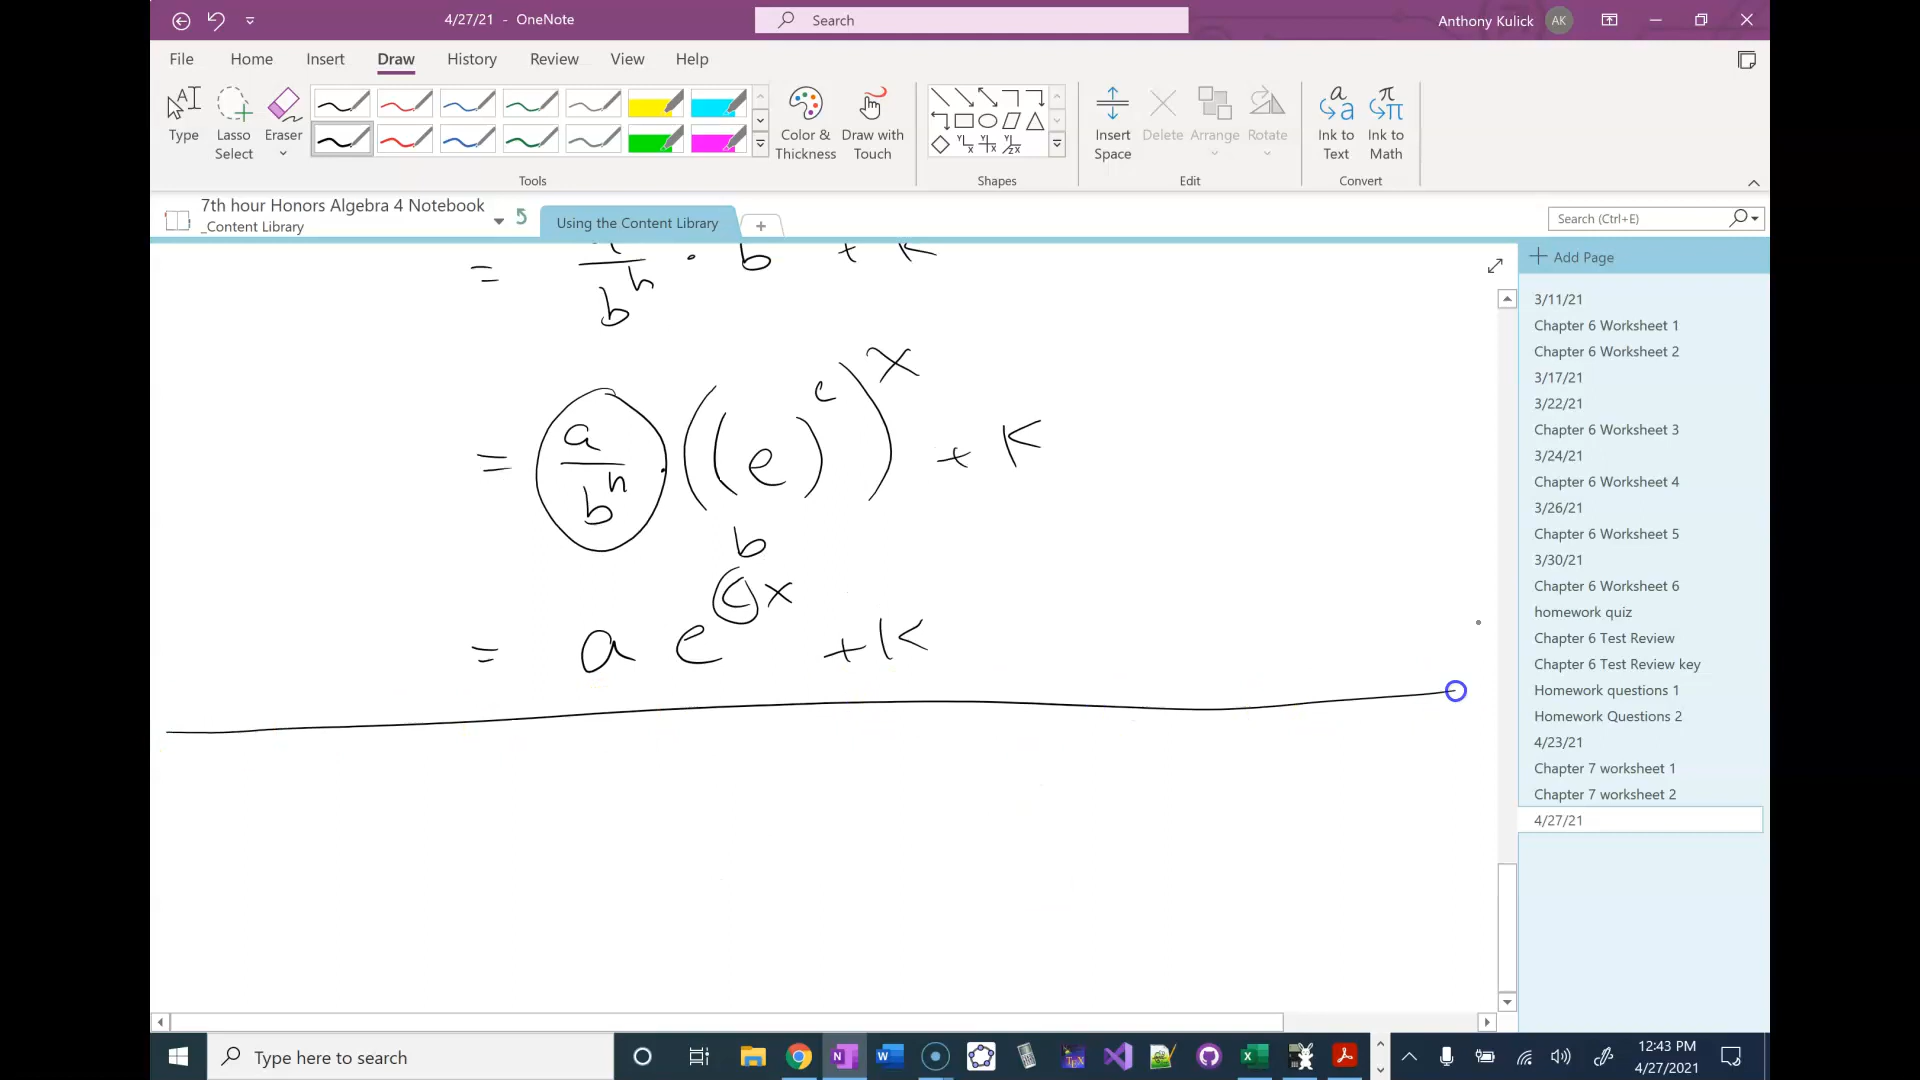 4/27/21 - OneNote
Search
Anthony Kulick AK
File Home Insert Draw History Review View Help
Type
Lasso Select
Eraser
Color & Thickness
Draw with Touch
Insert Space
Delete
Arrange
Rotate
Ink to Text
Ink to Math
Tools
Shapes
Edit
Convert
7th hour Honors Algebra 4 Notebook
_Content Library
Using the Content Library
Search (Ctrl+E)
Add Page
3/11/21
Chapter 6 Worksheet 1
Chapter 6 Worksheet 2
3/17/21
3/22/21
Chapter 6 Worksheet 3
3/24/21
Chapter 6 Worksheet 4
3/26/21
Chapter 6 Worksheet 5
3/30/21
Chapter 6 Worksheet 6
homework quiz
Chapter 6 Test Review
Chapter 6 Test Review key
Homework questions 1
Homework Questions 2
4/23/21
Chapter 7 worksheet 1
Chapter 7 worksheet 2
4/27/21
= a/b^h · ((e)^c)^x + K
b
= a e^cx + K
Type here to search
12:43 PM
4/27/2021